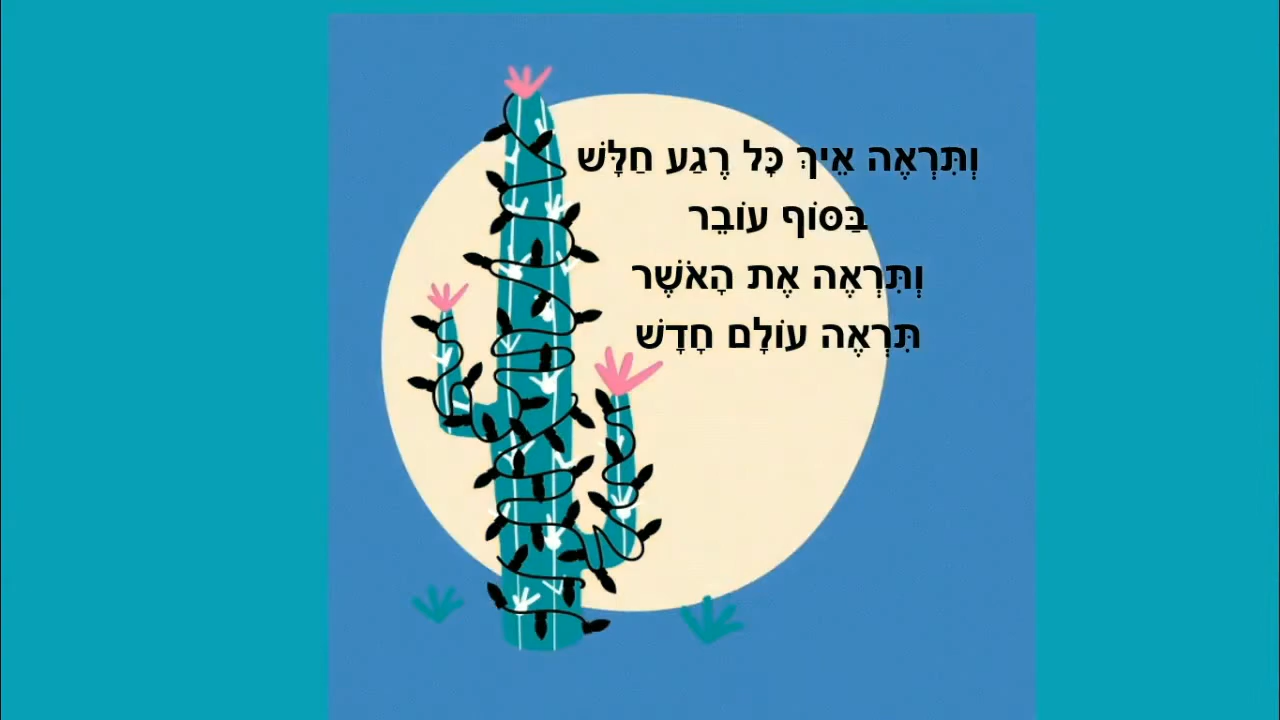 וְתִּרְאֶה אֵיךְ כָּל רֶגַע חַלָּשׁ
בַּסּוֹף עוֹבֵר
וְתִּרְאֶה אֶת הָאֹשֶׁר
תִּרְאֶה עוֹלָם חָדָשׁ